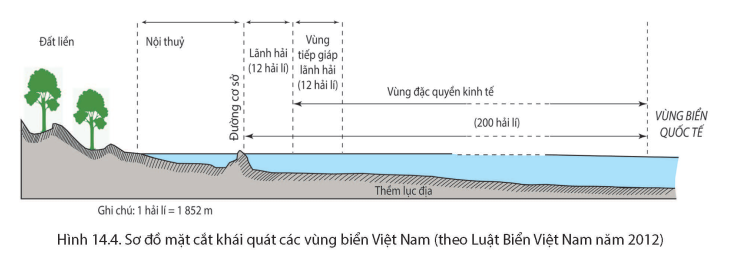 Đất liền
Nội thuỷ
Đường cơ sở
Lãnh hải
(12 hải lí)
Vùng
tiếp giáp
lãnh hải
(12 hải lí)
Vùng đặc quyền kinh tế
(200 hải lí)
VÙNG BIỂN
QUỐC TẾ
Thềm lục địa
Ghi chú: 1 hải lí = 1 852 m
Hình 14.4. Sơ đồ mặt cắt khái quát các vùng biển Việt Nam (theo Luật Biển Việt Nam năm 2012)